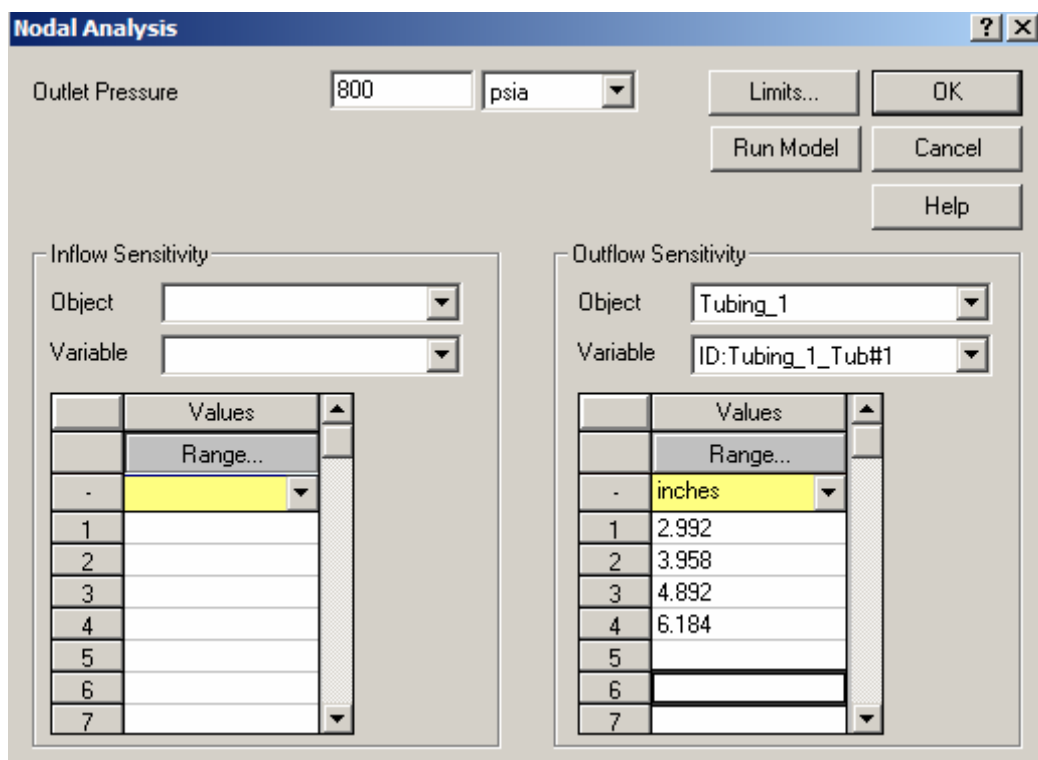 Nodal Analysis
? X
Outlet Pressure 800 psia Limits... OK
Run Model Cancel
Help
Inflow Sensitivity
Object
Variable
Values
Range...
-
1
2
3
4
5
6
7
Outflow Sensitivity
Object Tubing_1
Variable ID:Tubing_1_Tub#1
Values
Range...
- inches
1 2.992
2 3.958
3 4.892
4 6.184
5
6
7